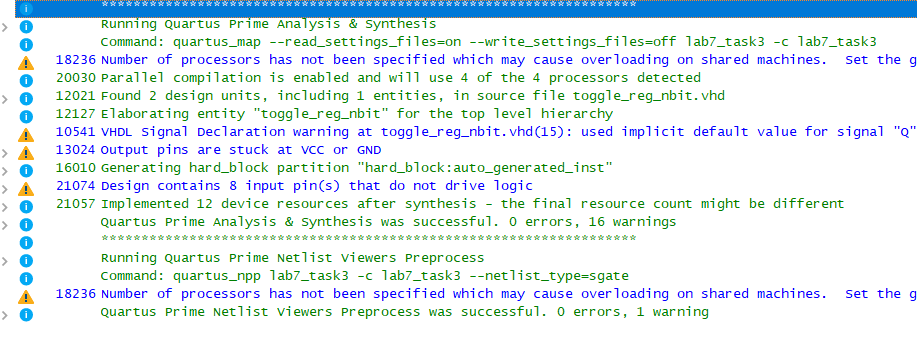 ************************************************************************
Running Quartus Prime Analysis & Synthesis
Command: quartus_map --read_settings_files=on --write_settings_files=off lab7_task3 -c lab7_task3
18236 Number of processors has not been specified which may cause overloading on shared machines.  Set the g
20030 Parallel compilation is enabled and will use 4 of the 4 processors detected
12021 Found 2 design units, including 1 entities, in source file toggle_reg_nbit.vhd
12127 Elaborating entity "toggle_reg_nbit" for the top level hierarchy
10541 VHDL Signal Declaration warning at toggle_reg_nbit.vhd(15): used implicit default value for signal "Q"
13024 Output pins are stuck at VCC or GND
16010 Generating hard_block partition "hard_block:auto_generated_inst"
21074 Design contains 8 input pin(s) that do not drive logic
21057 Implemented 12 device resources after synthesis - the final resource count might be different
Quartus Prime Analysis & Synthesis was successful. 0 errors, 16 warnings
************************************************************************
Running Quartus Prime Netlist Viewers Preprocess
Command: quartus_npp lab7_task3 -c lab7_task3 --netlist_type=sgate
18236 Number of processors has not been specified which may cause overloading on shared machines.  Set the g
Quartus Prime Netlist Viewers Preprocess was successful. 0 errors, 1 warning